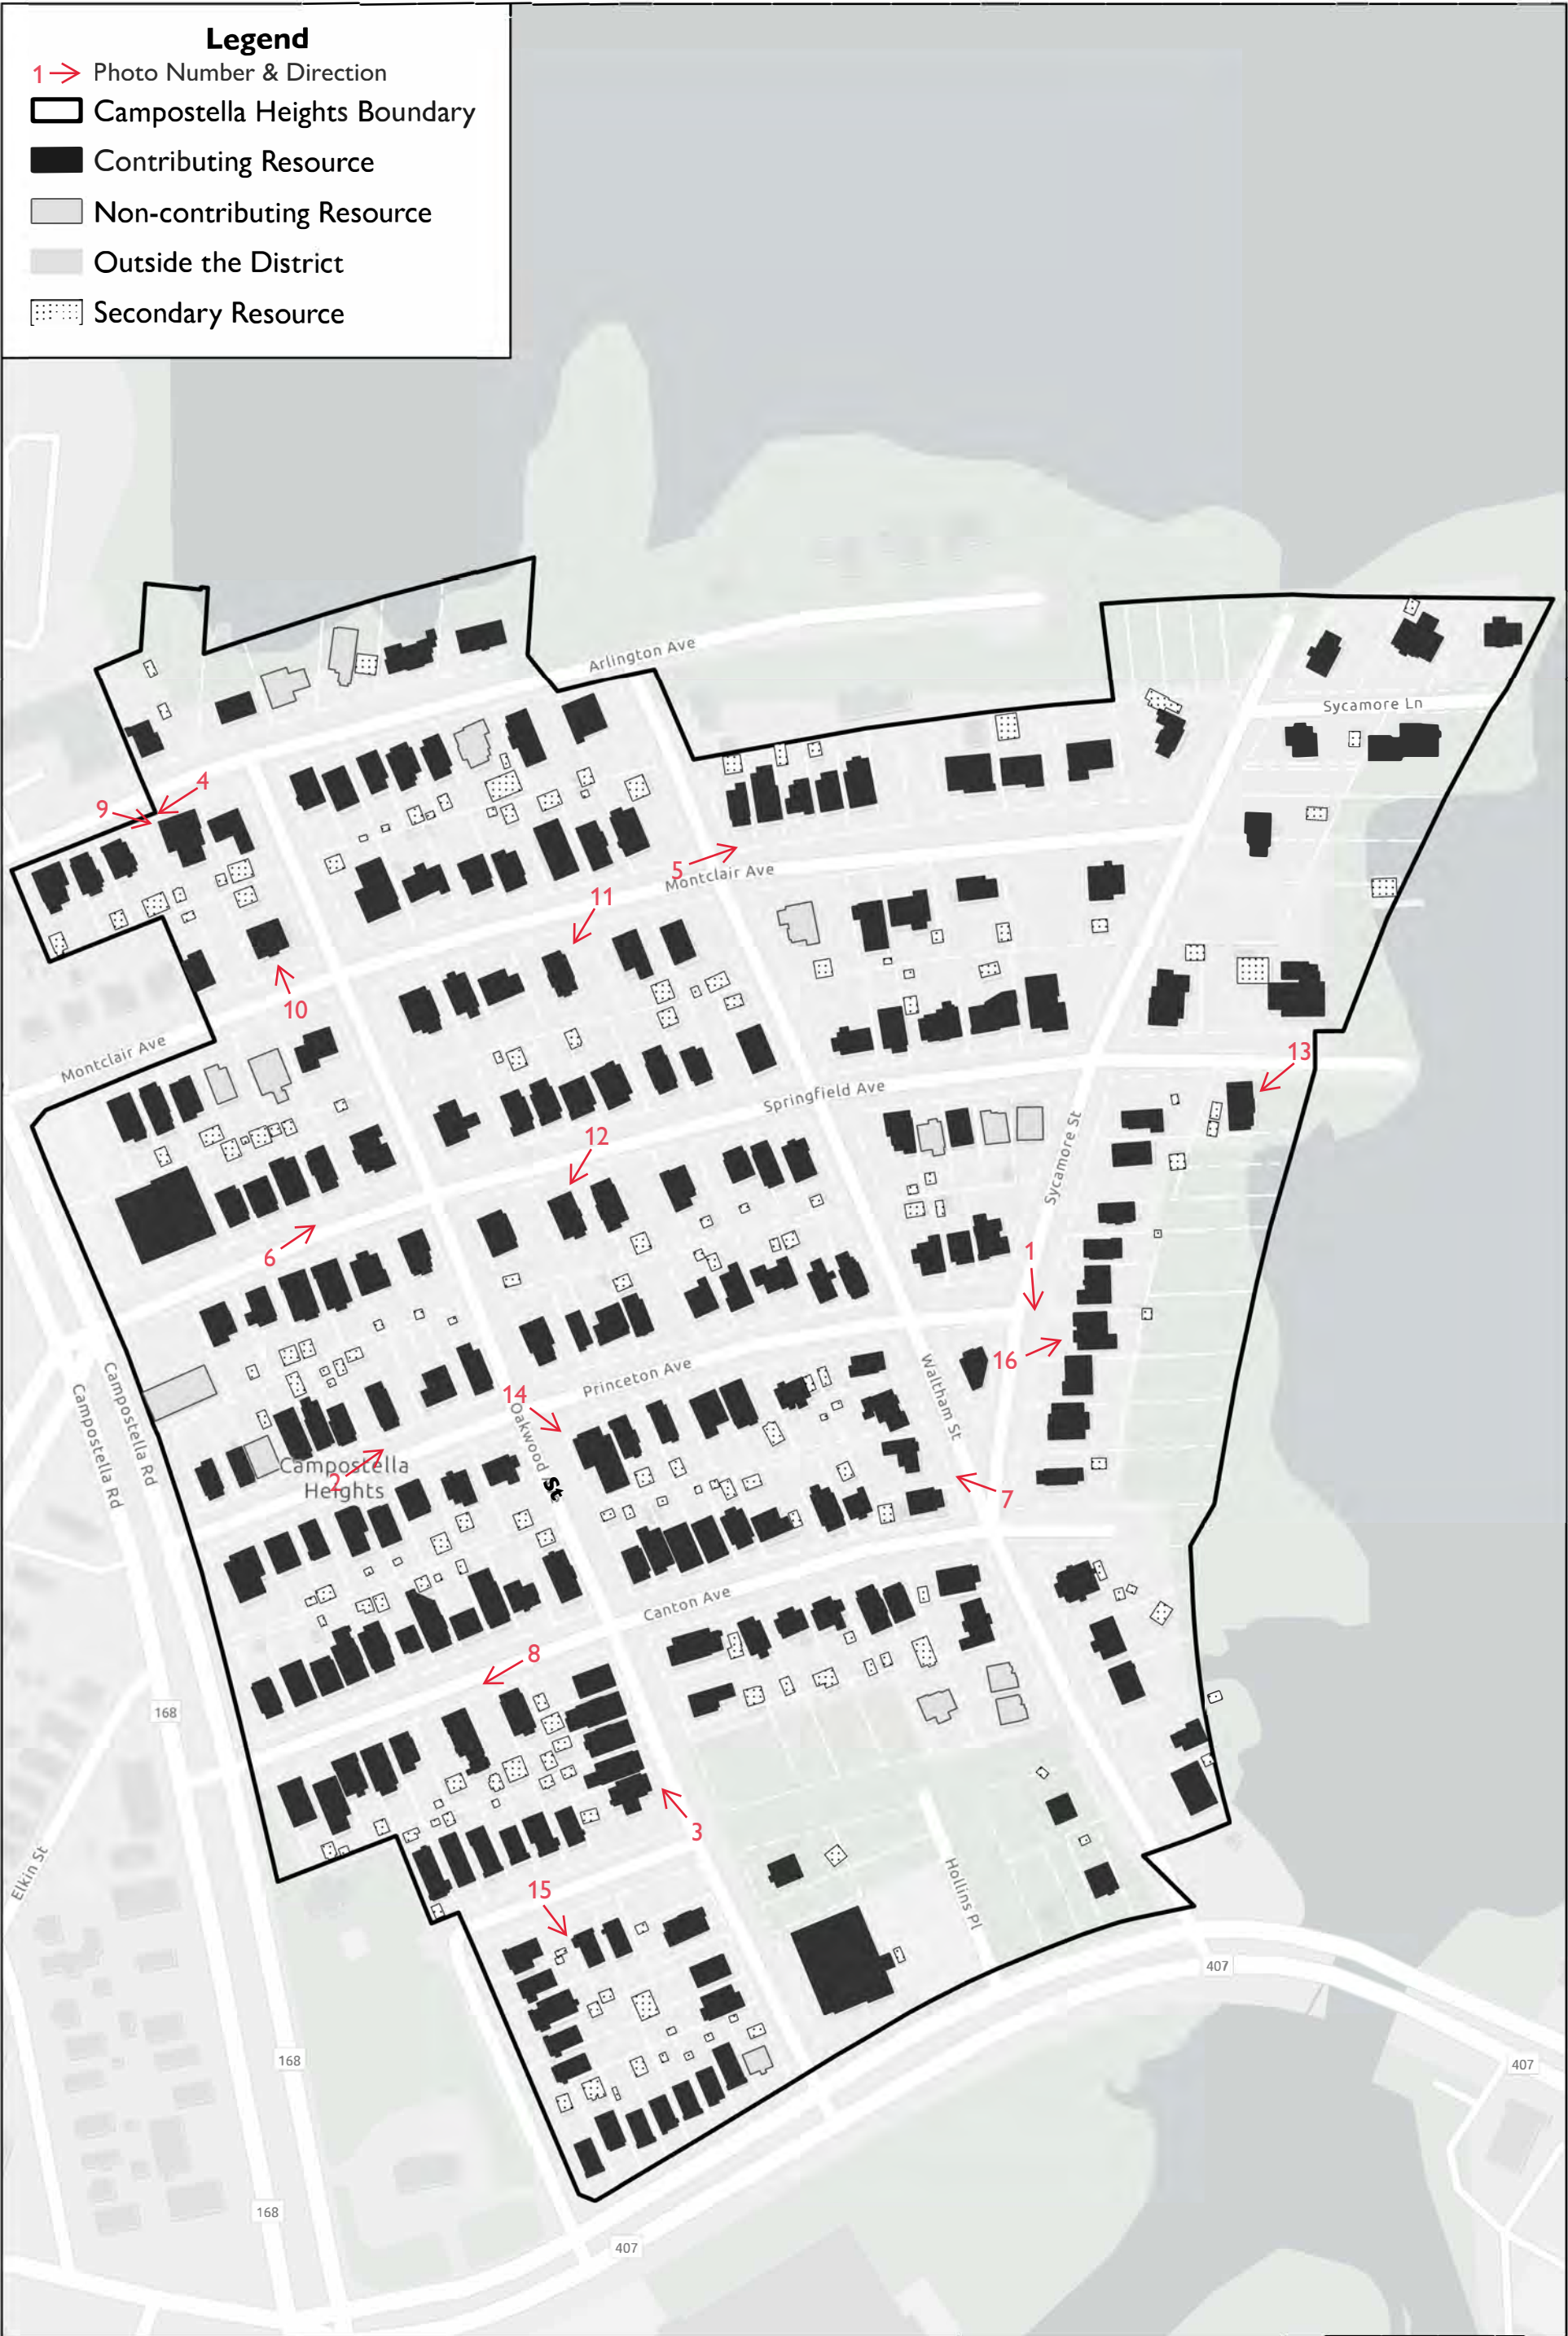 Legend
1 Photo Number & Direction
Campostella Heights Boundary
Contributing Resource
Non-contributing Resource
Outside the District
Secondary Resource
Arlington Ave
Sycamore Ln
4
9
5
Montclair Ave
11
10
Montclair Ave
13
Springfield Ave
12
Sycamore St
6
1
16
Princeton Ave
Campostella Rd
Campostella Rd
14
Oakwood St
Waltham St
Campostella
Heights
2
7
Canton Ave
8
168
3
Elkin St
15
Hollins Pl
407
168
407
168
407